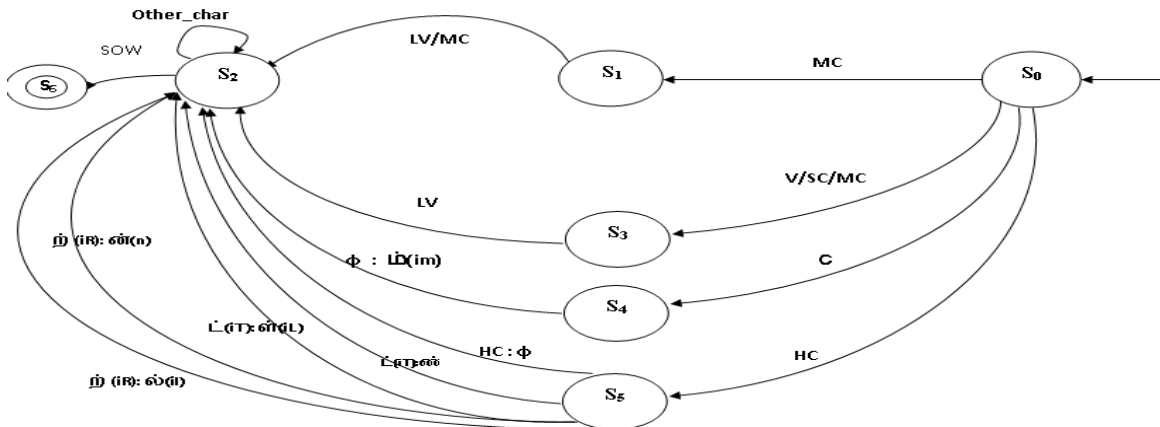 Other_char
SOW
LV/MC
MC
S₆
S₂
S₁
S₀
V/SC/MC
LV
S₃
ற் (iR): ன்(n)
ϕ : ம்(im)
C
S₄
ட்(iT): ள்(iL)
ட்(iT): ண்
HC : ϕ
HC
ற் (iR): ல்(il)
S₅